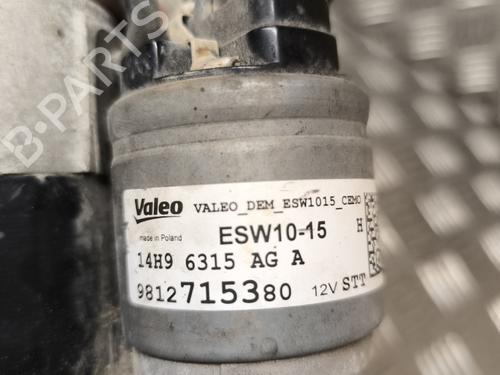 Valeo VALEO_DEM_ESW1015_CEMO
made in Poland ESW10-15 H
14H9 6315 AG A
9812715380 12V STT
B-PARTS